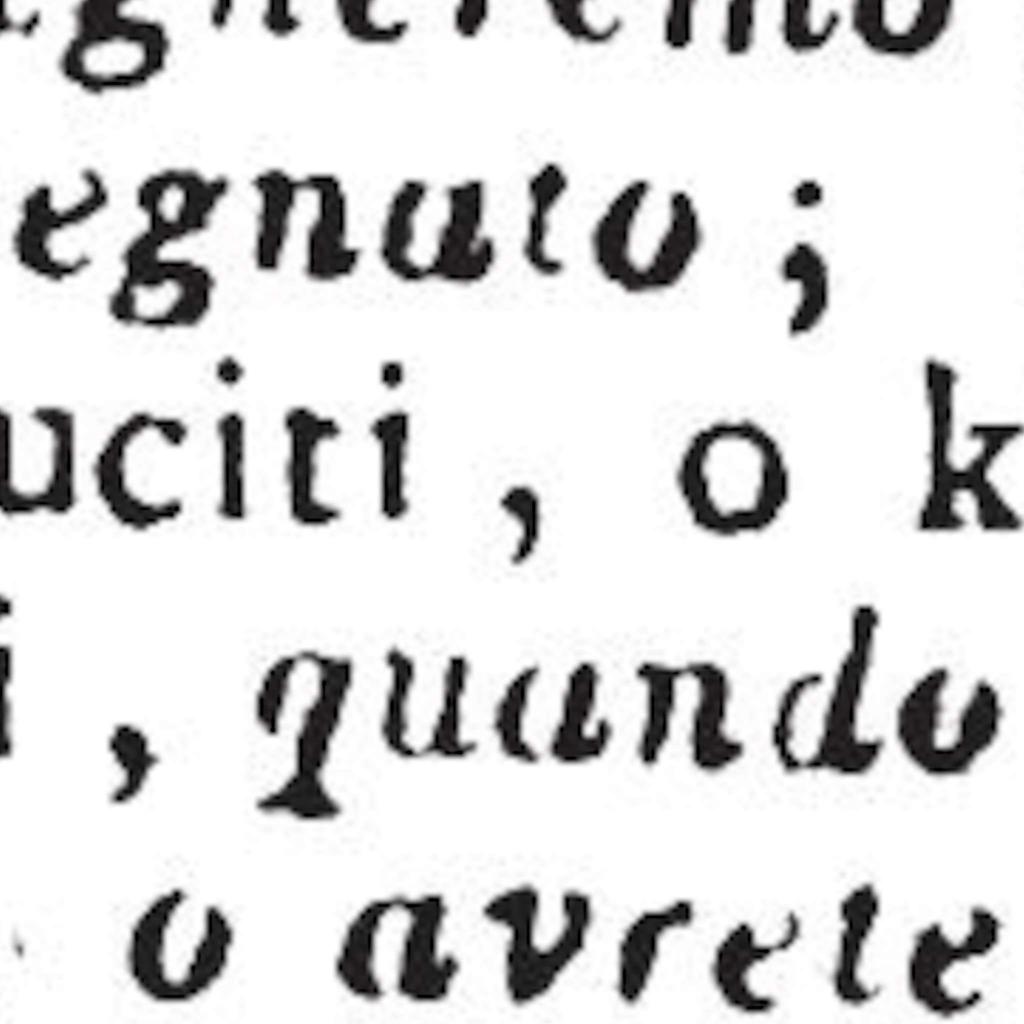 egnato ;
uciti , o k
i , quando
o avrete